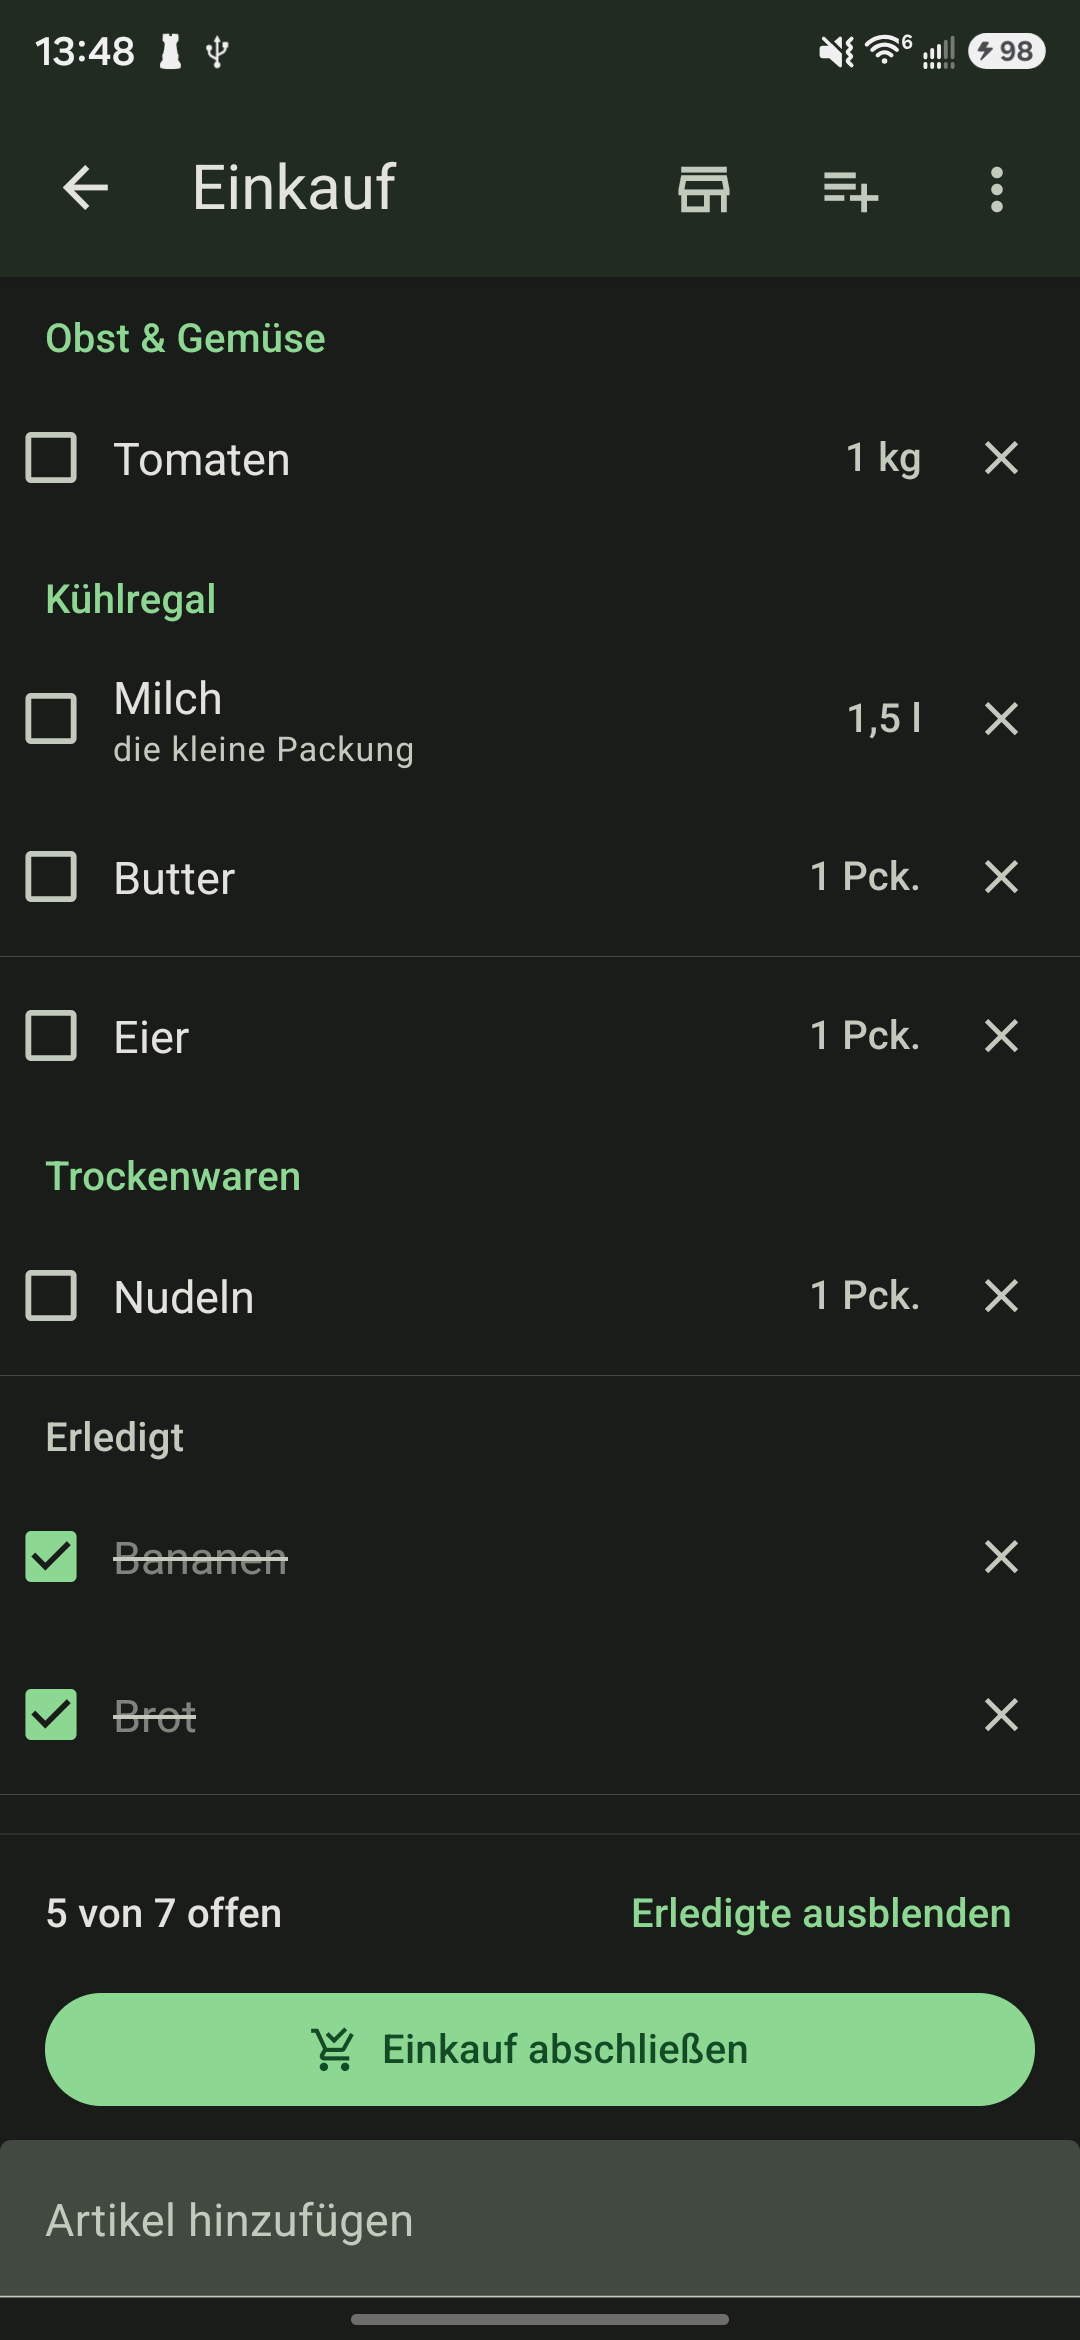 13:48
6
98
Einkauf
Obst & Gemüse
Tomaten 1 kg
Kühlregal
Milch 1,5 l
die kleine Packung
Butter 1 Pck.
Eier 1 Pck.
Trockenwaren
Nudeln 1 Pck.
Erledigt
Bananen
Brot
5 von 7 offen Erledigte ausblenden
Einkauf abschließen
Artikel hinzufügen